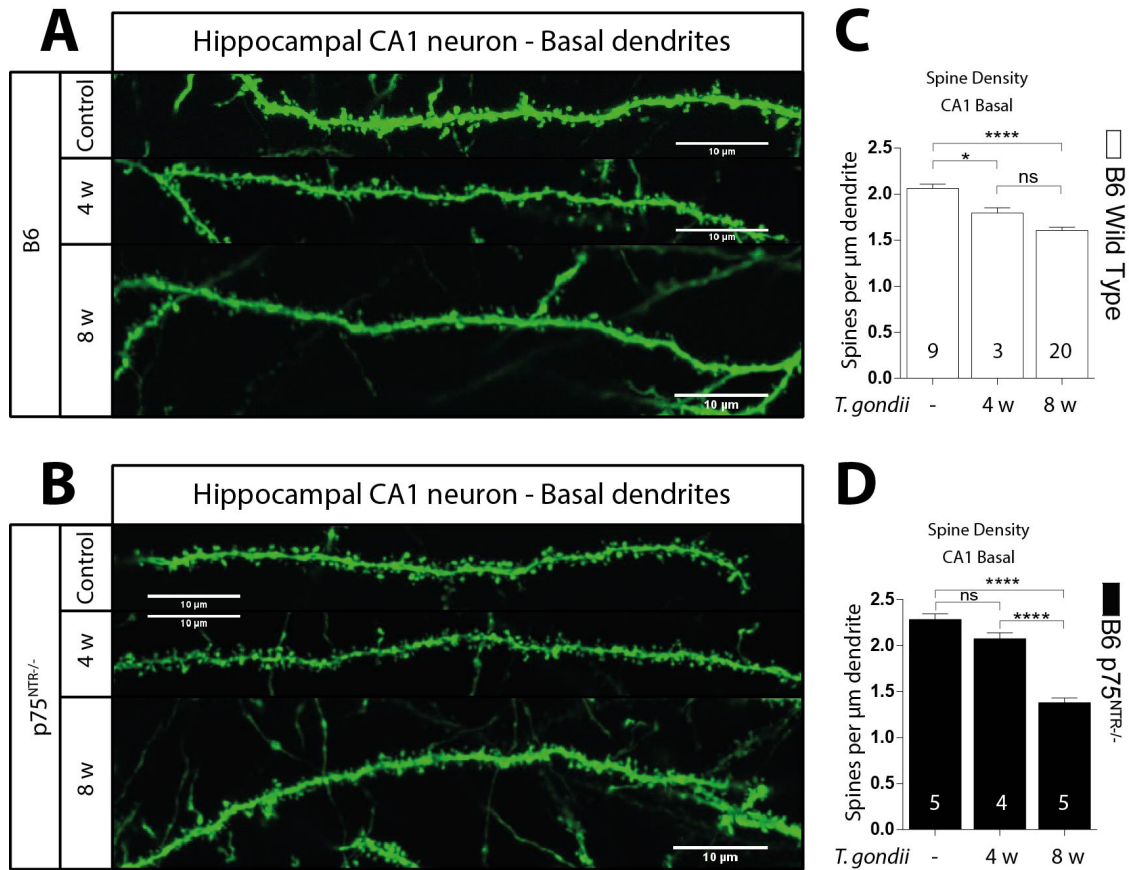 A
Hippocampal CA1 neuron - Basal dendrites
B6
Control
10 µm
4 w
10 µm
8 w
10 µm
B
Hippocampal CA1 neuron - Basal dendrites
p75NTR-/-
Control
10 µm
4 w
10 µm
8 w
10 µm
C
Spine Density
CA1 Basal
****
*
ns
Spines per µm dendrite
2.5
2.0
1.5
1.0
0.5
0.0
9 3 20
T. gondii - 4 w 8 w
B6 Wild Type
D
Spine Density
CA1 Basal
****
ns
****
Spines per µm dendrite
2.5
2.0
1.5
1.0
0.5
0.0
5 4 5
T. gondii - 4 w 8 w
B6 p75NTR-/-